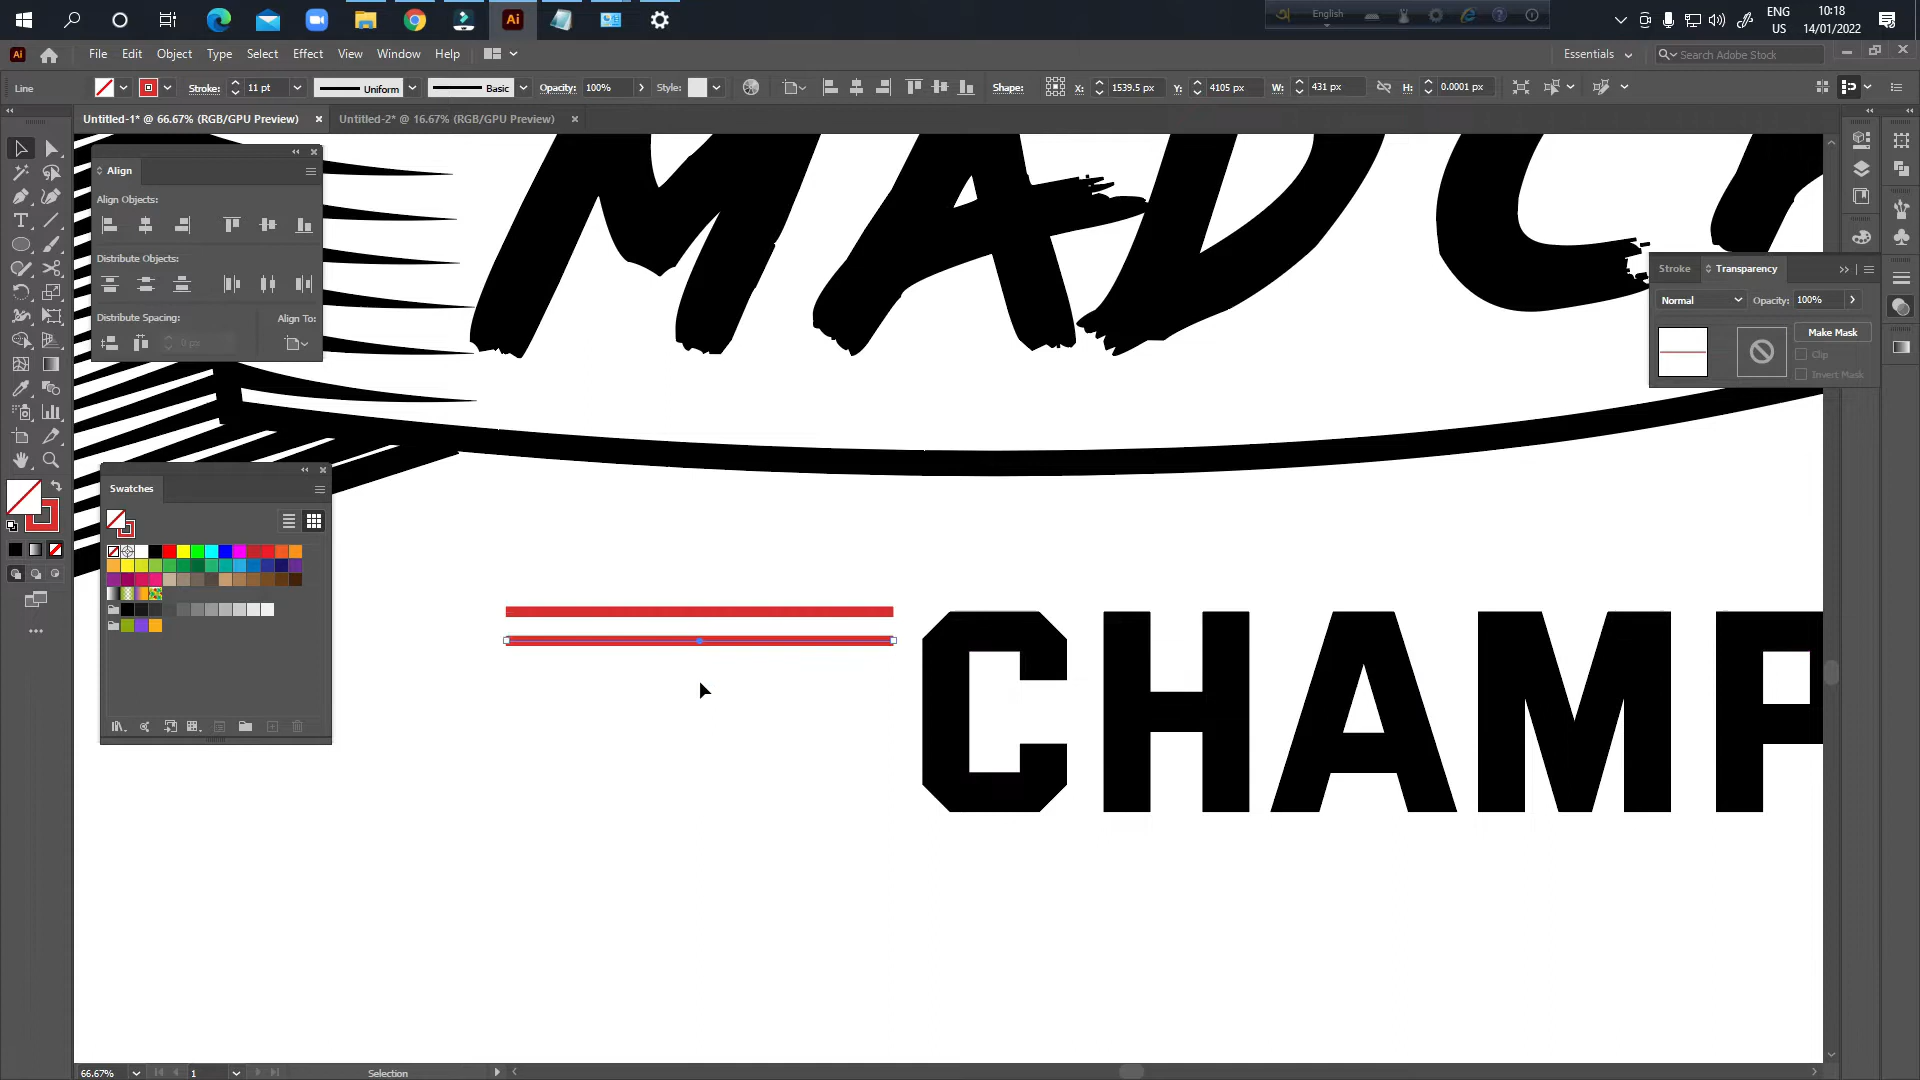 English
ENG
US
10:18
14/01/2022
Ai
File Edit Object Type Select Effect View Window Help
Essentials
Search Adobe Stock
Line
Stroke: 11 pt
Uniform
Basic
Opacity: 100%
Style:
Shape:
X: 1539.5 px
Y: 4105 px
W: 431 px
H: 0.0001 px
Untitled-1* @ 66.67% (RGB/GPU Preview)
Untitled-2* @ 16.67% (RGB/GPU Preview)
Align
Align Objects:
Distribute Objects:
Distribute Spacing:
Align To:
0 px
MAD C
Stroke
Transparency
Normal
Opacity: 100%
Make Mask
Clip
Invert Mask
Swatches
CHAMP
66.67%
1
Selection